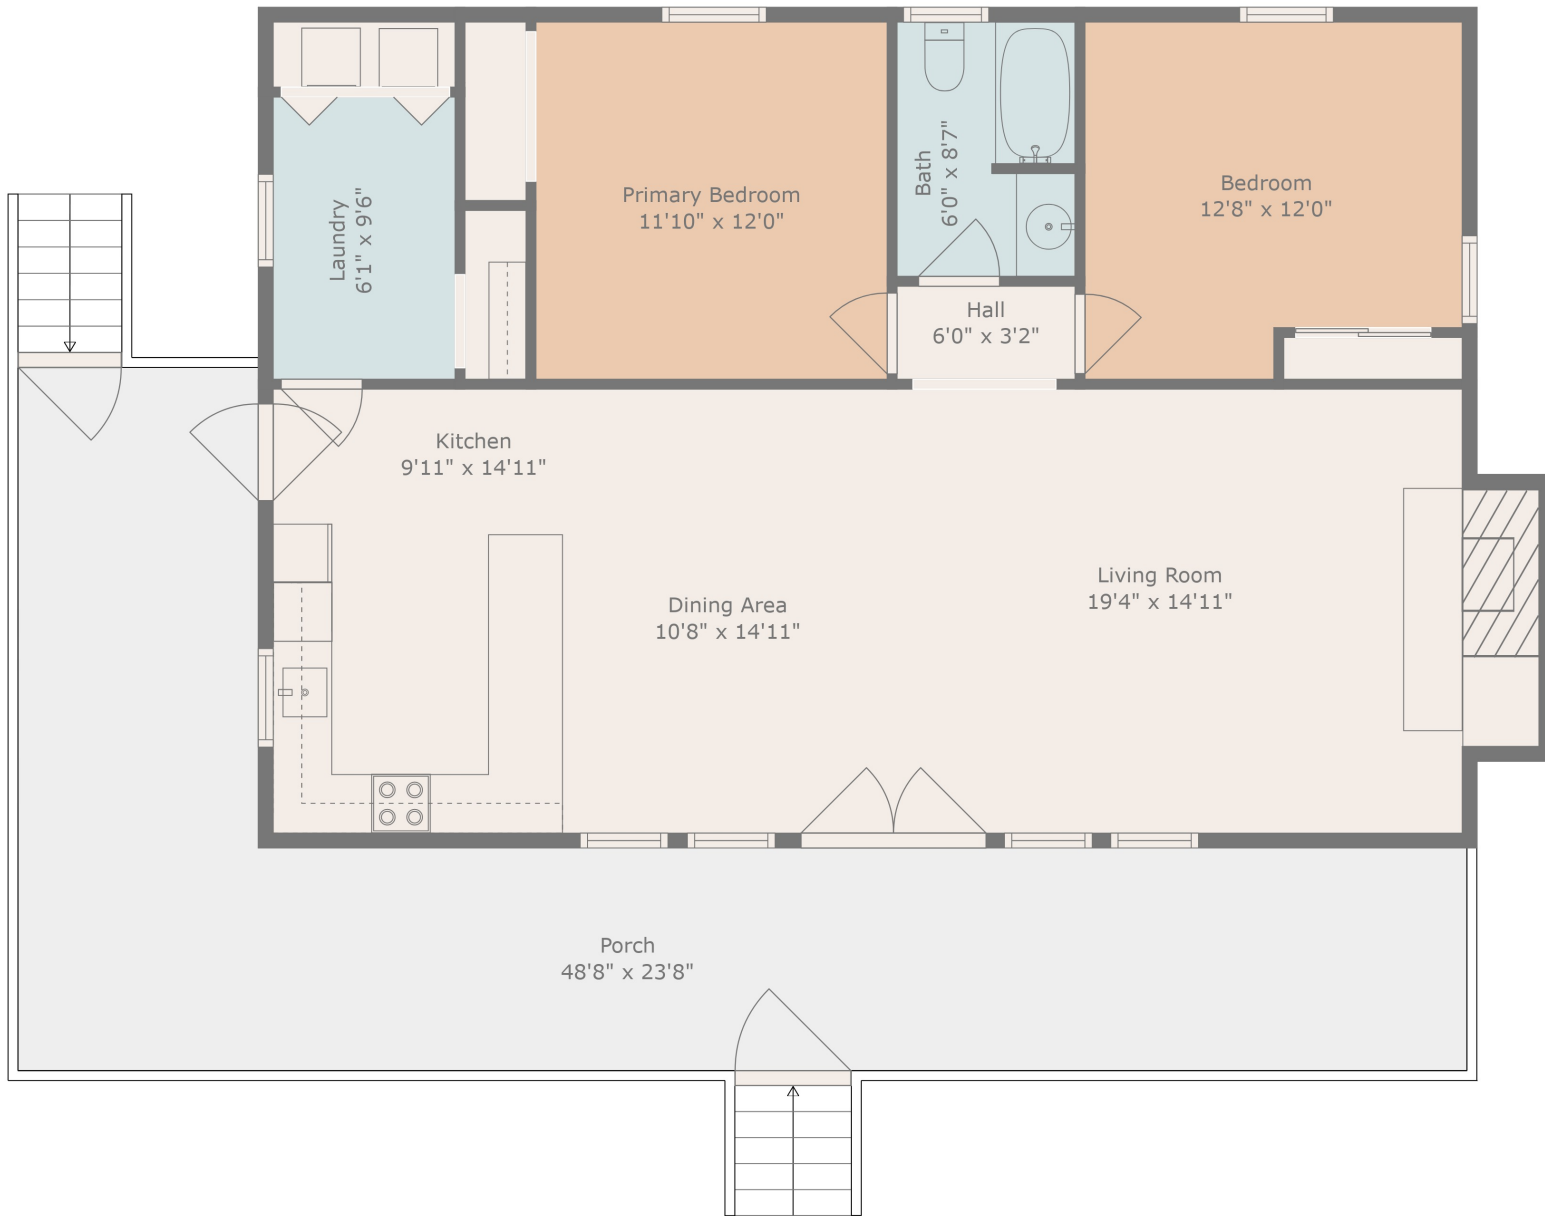 Laundry
6'1" x 9'6"
Primary Bedroom
11'10" x 12'0"
Bath
6'0" x 8'7"
Bedroom
12'8" x 12'0"
Hall
6'0" x 3'2"
Kitchen
9'11" x 14'11"
Dining Area
10'8" x 14'11"
Living Room
19'4" x 14'11"
Porch
48'8" x 23'8"